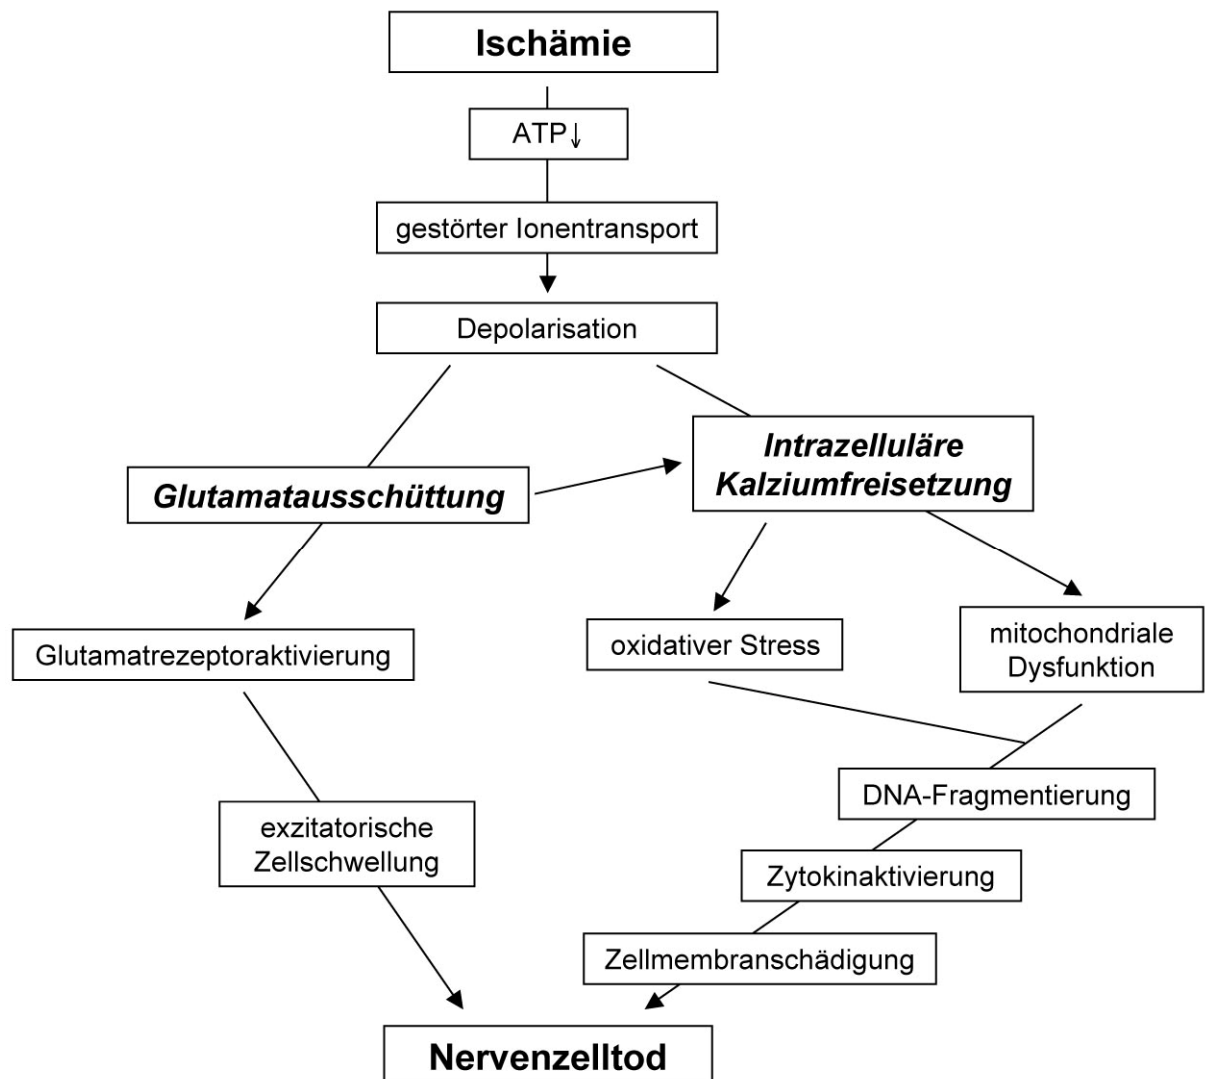 Ischämie
ATP↓
gestörter Ionentransport
Depolarisation
Intrazelluläre
Kalziumfreisetzung
Glutamatausschüttung
Glutamatrezeptoraktivierung
oxidativer Stress
mitochondriale
Dysfunktion
DNA-Fragmentierung
exzitatorische
Zellschwellung
Zytokinaktivierung
Zellmembranschädigung
Nervenzelltod